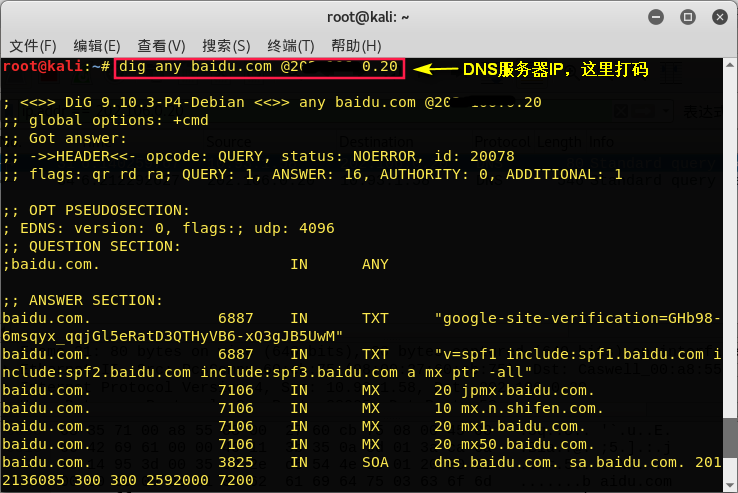 root@kali: ~
文件(F) 编辑(E) 查看(V) 搜索(S) 终端(T) 帮助(H)
root@kali:~# dig any baidu.com @20 0.20
DNS服务器IP，这里打码
; <<>> DiG 9.10.3-P4-Debian <<>> any baidu.com @20 .20
;; global options: +cmd
;; Got answer:
;; ->>HEADER<<- opcode: QUERY, status: NOERROR, id: 20078
;; flags: qr rd ra; QUERY: 1, ANSWER: 16, AUTHORITY: 0, ADDITIONAL: 1
;; OPT PSEUDOSECTION:
; EDNS: version: 0, flags:; udp: 4096
;; QUESTION SECTION:
;baidu.com. IN ANY
;; ANSWER SECTION:
baidu.com. 6887 IN TXT "google-site-verification=GHb98-
6msqyx_qqjGl5eRatD3QTHyVB6-xQ3gJB5UwM"
baidu.com. 6887 IN TXT "v=spf1 include:spf1.baidu.com i
nclude:spf2.baidu.com include:spf3.baidu.com a mx ptr -all"
baidu.com. 7106 IN MX 20 jpmx.baidu.com.
baidu.com. 7106 IN MX 10 mx.n.shifen.com.
baidu.com. 7106 IN MX 20 mx1.baidu.com.
baidu.com. 7106 IN MX 20 mx50.baidu.com.
baidu.com. 3825 IN SOA dns.baidu.com. sa.baidu.com. 201
2136085 300 300 2592000 7200